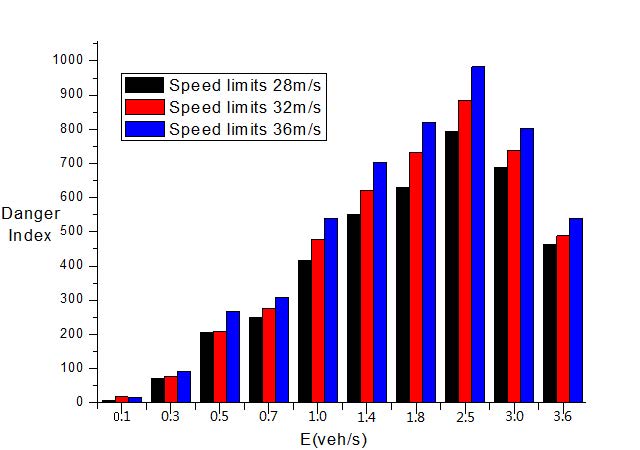 1000
900
800
700
600
500
400
300
200
100
0
Speed limits 28m/s
Speed limits 32m/s
Speed limits 36m/s
Danger
Index
0.1 0.3 0.5 0.7 1.0 1.4 1.8 2.5 3.0 3.6
E(veh/s)